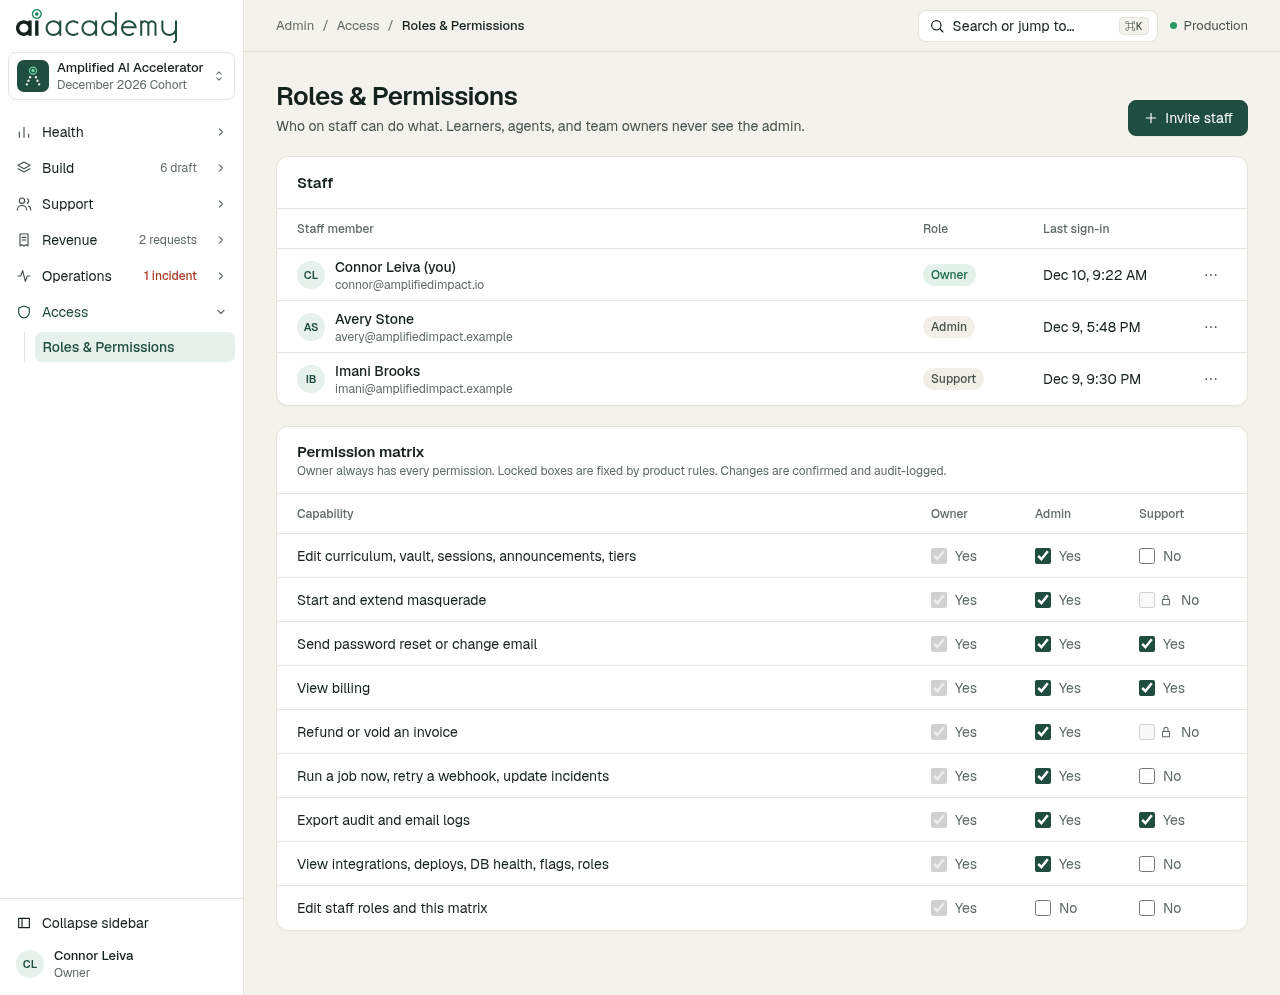 ai academy
Amplified AI Accelerator
December 2026 Cohort
Health
Build 6 draft
Support
Revenue 2 requests
Operations 1 incident
Access
Roles & Permissions
Collapse sidebar
CL Connor Leiva
Owner
Admin / Access / Roles & Permissions
Search or jump to... ⌘K
Production
Roles & Permissions
Who on staff can do what. Learners, agents, and team owners never see the admin.
Invite staff
Staff
Staff member Role Last sign-in
CL Connor Leiva (you) Owner Dec 10, 9:22 AM ···
connor@amplifiedimpact.io
AS Avery Stone Admin Dec 9, 5:48 PM ···
avery@amplifiedimpact.example
IB Imani Brooks Support Dec 9, 9:30 PM ···
imani@amplifiedimpact.example
Permission matrix
Owner always has every permission. Locked boxes are fixed by product rules. Changes are confirmed and audit-logged.
Capability Owner Admin Support
Edit curriculum, vault, sessions, announcements, tiers Yes Yes No
Start and extend masquerade Yes Yes No
Send password reset or change email Yes Yes Yes
View billing Yes Yes Yes
Refund or void an invoice Yes Yes No
Run a job now, retry a webhook, update incidents Yes Yes No
Export audit and email logs Yes Yes Yes
View integrations, deploys, DB health, flags, roles Yes Yes No
Edit staff roles and this matrix Yes No No